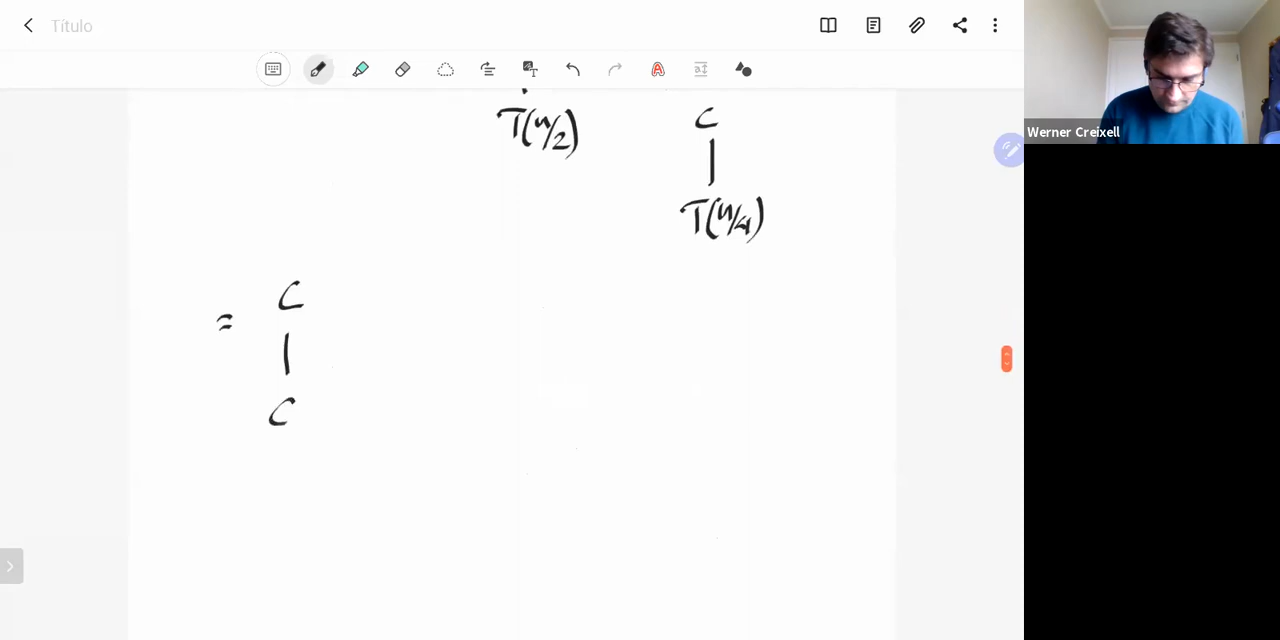 Título
T(n/2)
C
|
T(n/4)
= C
|
C
Werner Creixell